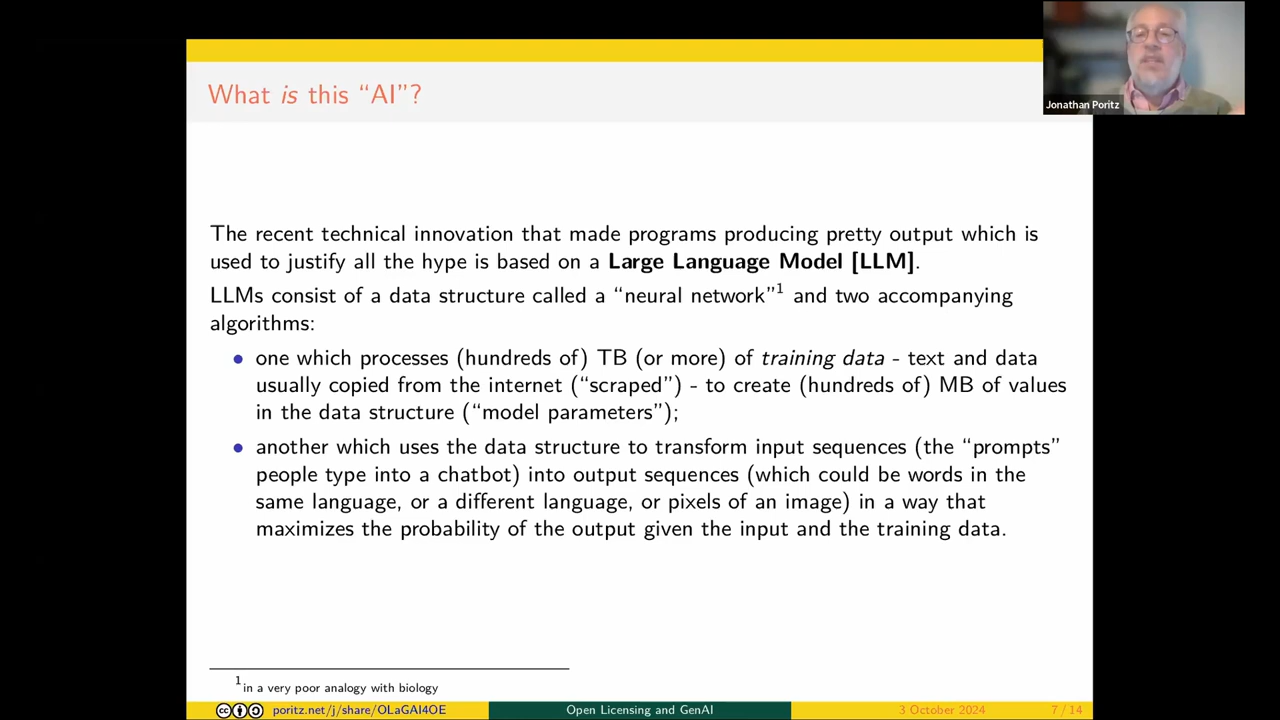 Jonathan Poritz
What is this “AI”?
The recent technical innovation that made programs producing pretty output which is
used to justify all the hype is based on a Large Language Model [LLM].
LLMs consist of a data structure called a “neural network”1 and two accompanying
algorithms:
• one which processes (hundreds of) TB (or more) of training data - text and data
usually copied from the internet (“scraped”) - to create (hundreds of) MB of values
in the data structure (“model parameters”);
• another which uses the data structure to transform input sequences (the “prompts”
people type into a chatbot) into output sequences (which could be words in the
same language, or a different language, or pixels of an image) in a way that
maximizes the probability of the output given the input and the training data.
1in a very poor analogy with biology
cc poritz.net/j/share/OLaGAI4OE Open Licensing and GenAI 3 October 2024 7 / 14